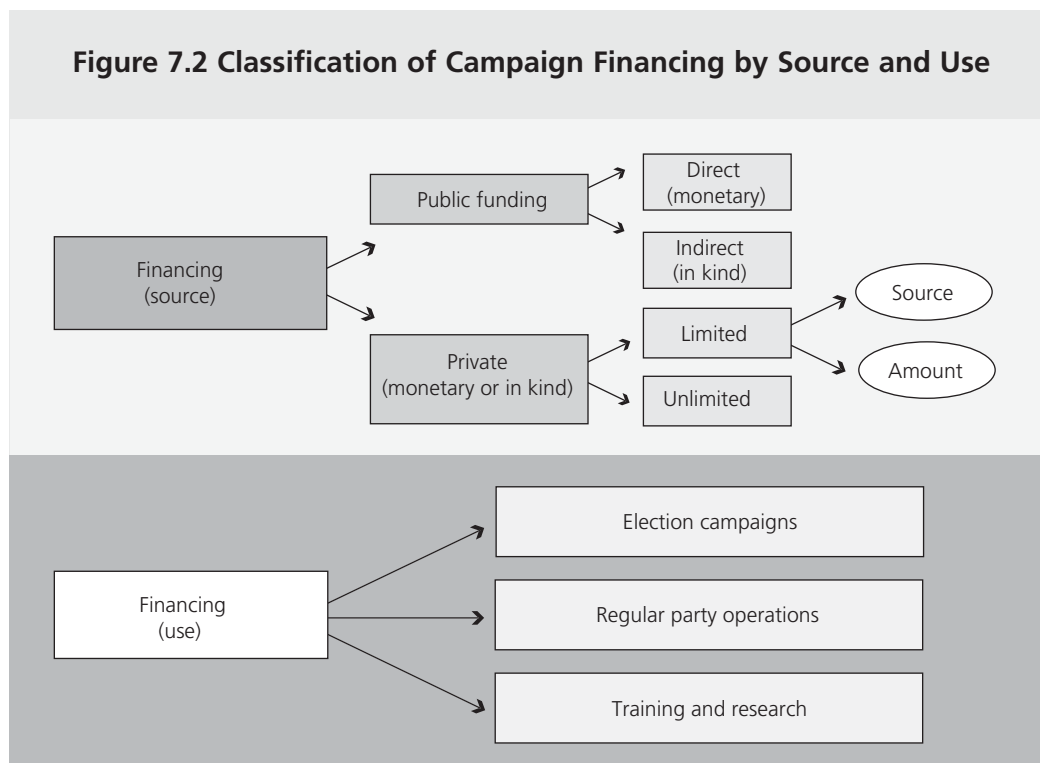 Figure 7.2 Classification of Campaign Financing by Source and Use
Financing
(source)
Public funding
Direct
(monetary)
Indirect
(in kind)
Private
(monetary or in kind)
Limited
Unlimited
Source
Amount
Financing
(use)
Election campaigns
Regular party operations
Training and research